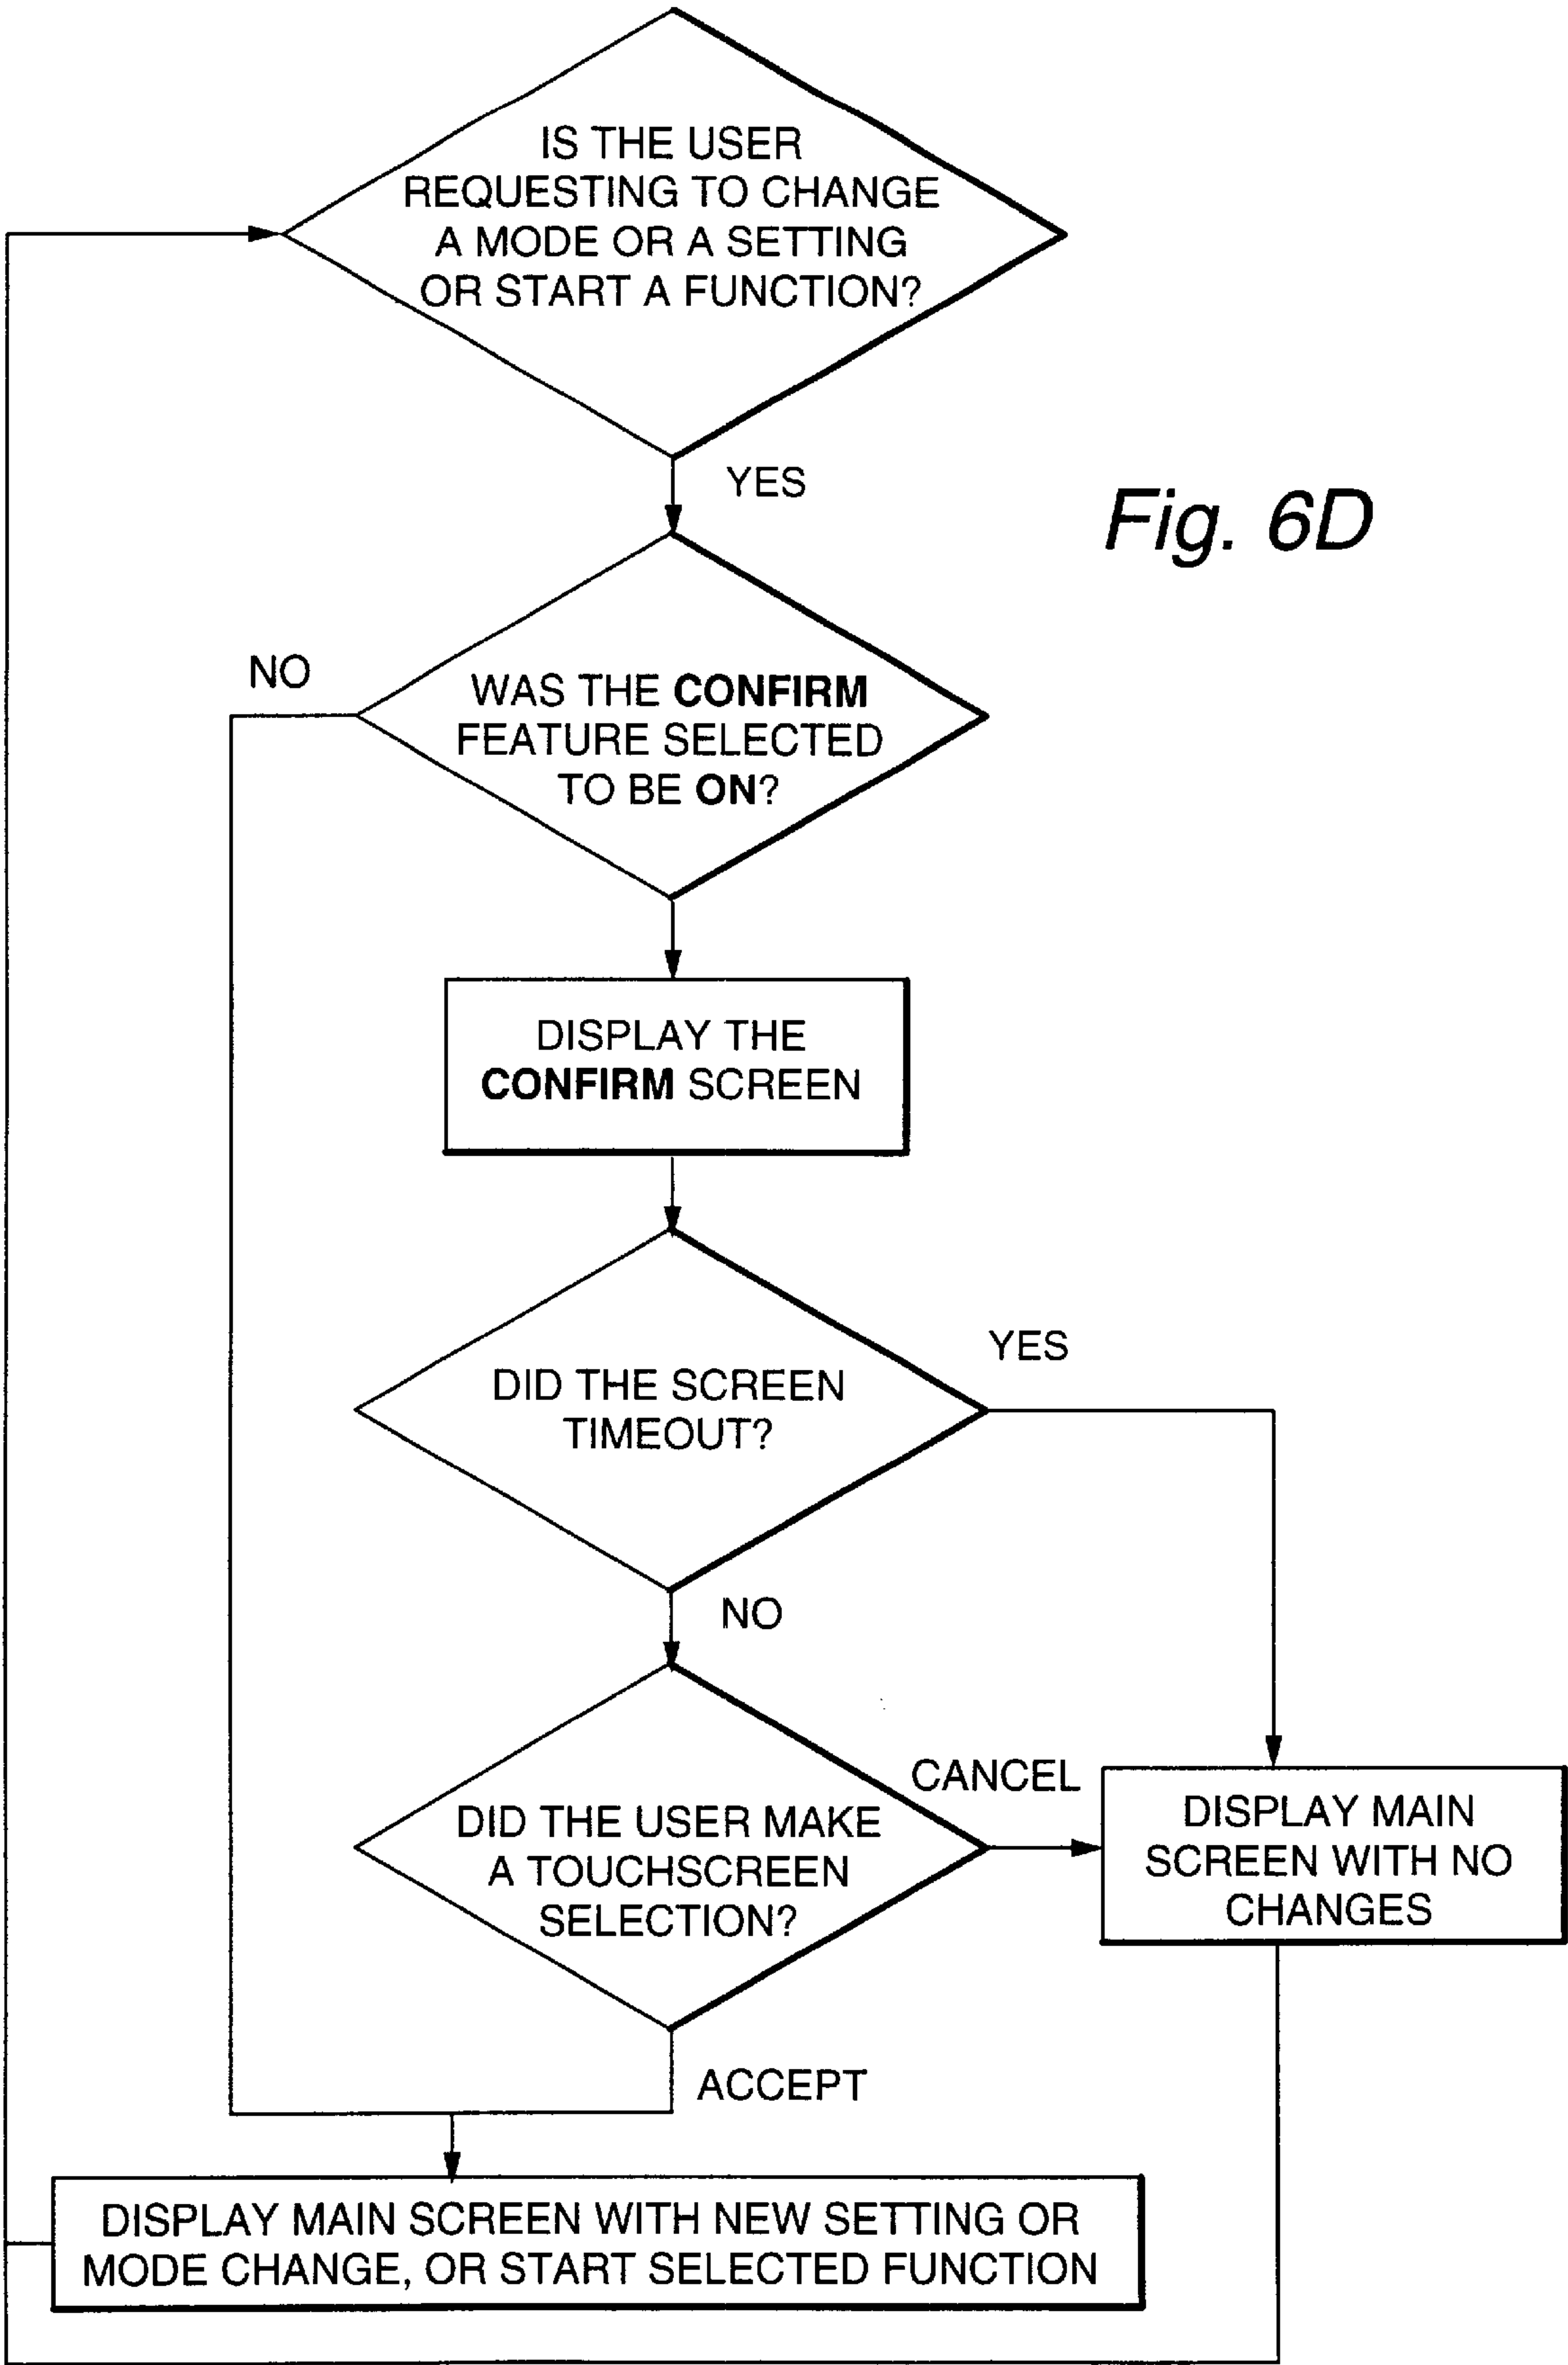 IS THE USER
REQUESTING TO CHANGE
A MODE OR A SETTING
OR START A FUNCTION?
YES
Fig. 6D
NO
WAS THE CONFIRM
FEATURE SELECTED
TO BE ON?
DISPLAY THE
CONFIRM SCREEN
YES
DID THE SCREEN
TIMEOUT?
NO
CANCEL
DID THE USER MAKE
A TOUCHSCREEN
SELECTION?
DISPLAY MAIN
SCREEN WITH NO
CHANGES
ACCEPT
DISPLAY MAIN SCREEN WITH NEW SETTING OR
MODE CHANGE, OR START SELECTED FUNCTION